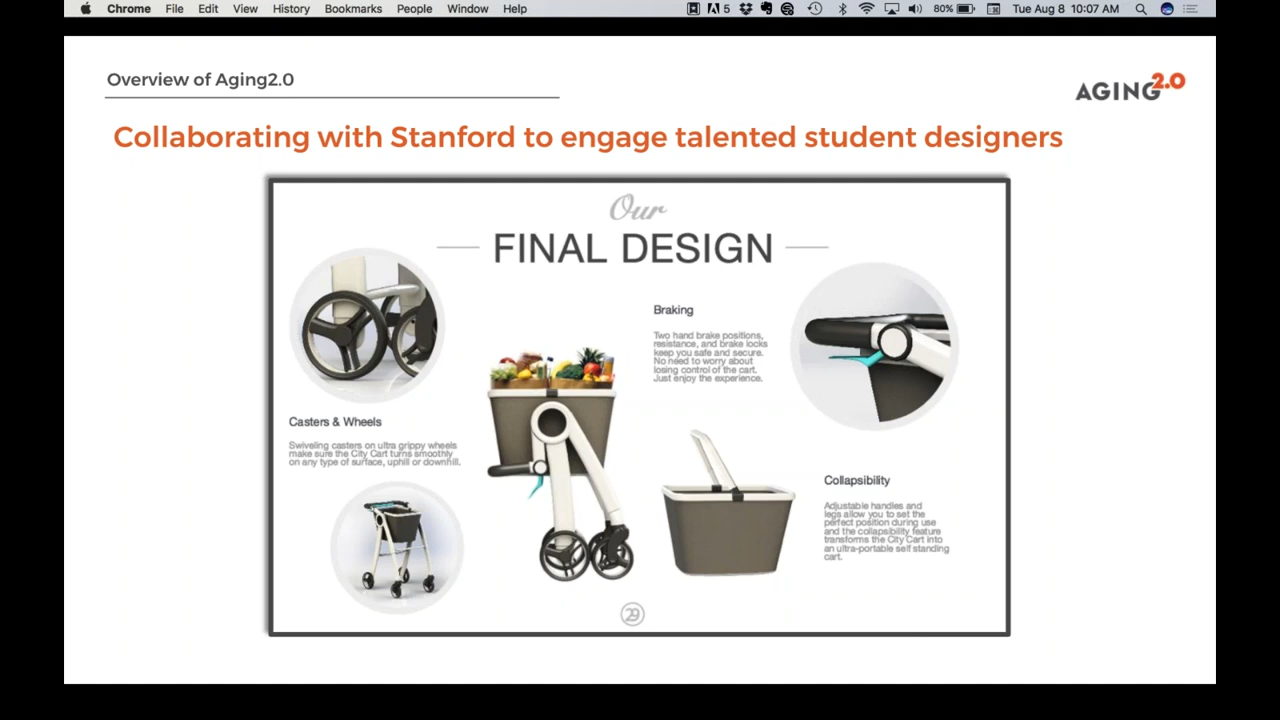 Chrome File Edit View History Bookmarks People Window Help 5 80% Tue Aug 8 10:07 AM
Overview of Aging2.0
AGING2.0
Collaborating with Stanford to engage talented student designers
Our
FINAL DESIGN
Braking
Two hand brake positions,
resistance, and brake locks
keep you safe and secure.
No need to worry about
losing control of the cart.
Just enjoy the experience.
Casters & Wheels
Swiveling casters on ultra grippy wheels
make sure the City Cart turns smoothly
on any type of surface, uphill or downhill.
Collapsibility
Adjustable handles and
legs allow you to set the
perfect position during use
and the collapsibility feature
transforms the City Cart into
an ultra-portable self standing
cart.
29